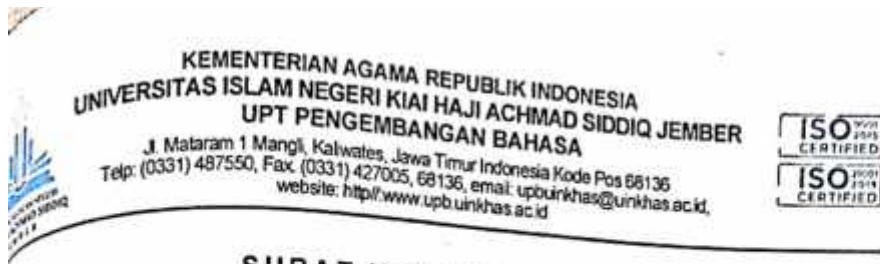 KEMENTERIAN AGAMA REPUBLIK INDONESIA
UNIVERSITAS ISLAM NEGERI KIAI HAJI ACHMAD SIDDIQ JEMBER
UPT PENGEMBANGAN BAHASA
Jl. Mataram 1 Mangli, Kaliwates, Jawa Timur Indonesia Kode Pos 68136
Telp: (0331) 487550, Fax. (0331) 427005, 68136, email: upbuinkhas@uinkhas.ac.id,
website: http//:www.upb.uinkhas.ac.id
ISO
CERTIFIED
ISO
CERTIFIED
SURAT